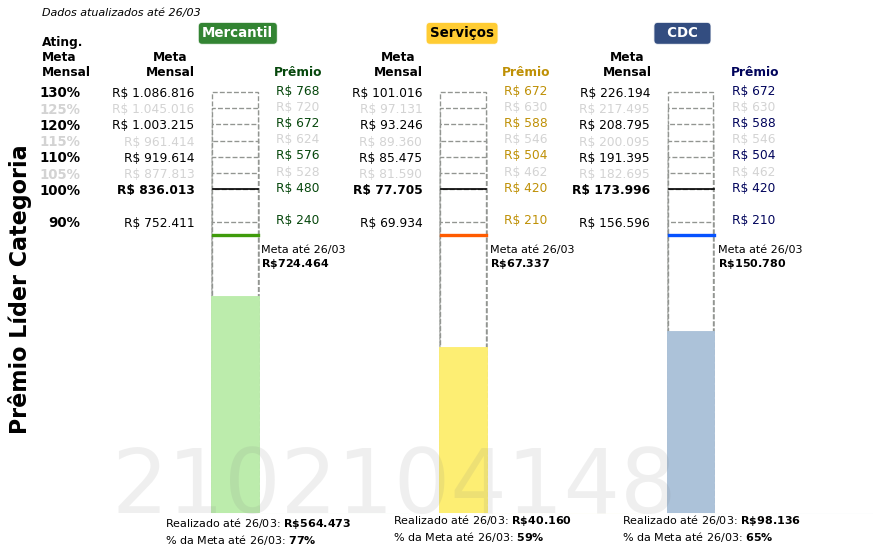 Dados atualizados até 26/03
Mercantil Serviços CDC
Ating. Meta Mensal
Meta Mensal Prêmio Meta Mensal Prêmio Meta Mensal Prêmio
130% R$ 1.086.816 R$ 768 R$ 101.016 R$ 672 R$ 226.194 R$ 672
125% R$ 1.045.016 R$ 720 R$ 97.131 R$ 630 R$ 217.495 R$ 630
120% R$ 1.003.215 R$ 672 R$ 93.246 R$ 588 R$ 208.795 R$ 588
115% R$ 961.414 R$ 624 R$ 89.360 R$ 546 R$ 200.095 R$ 546
110% R$ 919.614 R$ 576 R$ 85.475 R$ 504 R$ 191.395 R$ 504
105% R$ 877.813 R$ 528 R$ 81.590 R$ 462 R$ 182.695 R$ 462
100% R$ 836.013 R$ 480 R$ 77.705 R$ 420 R$ 173.996 R$ 420
90% R$ 752.411 R$ 240 R$ 69.934 R$ 210 R$ 156.596 R$ 210
Meta até 26/03 Meta até 26/03 Meta até 26/03
R$724.464 R$67.337 R$150.780
Prêmio Líder Categoria
2102104148
Realizado até 26/03: R$564.473 Realizado até 26/03: R$40.160 Realizado até 26/03: R$98.136
% da Meta até 26/03: 77% % da Meta até 26/03: 59% % da Meta até 26/03: 65%